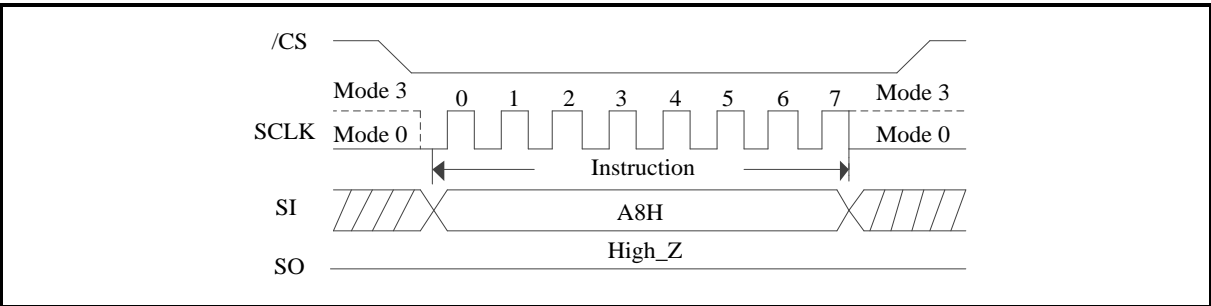 /CS
Mode 3 0 1 2 3 4 5 6 7 Mode 3
SCLK Mode 0 Mode 0
Instruction
SI A8H
High_Z
SO